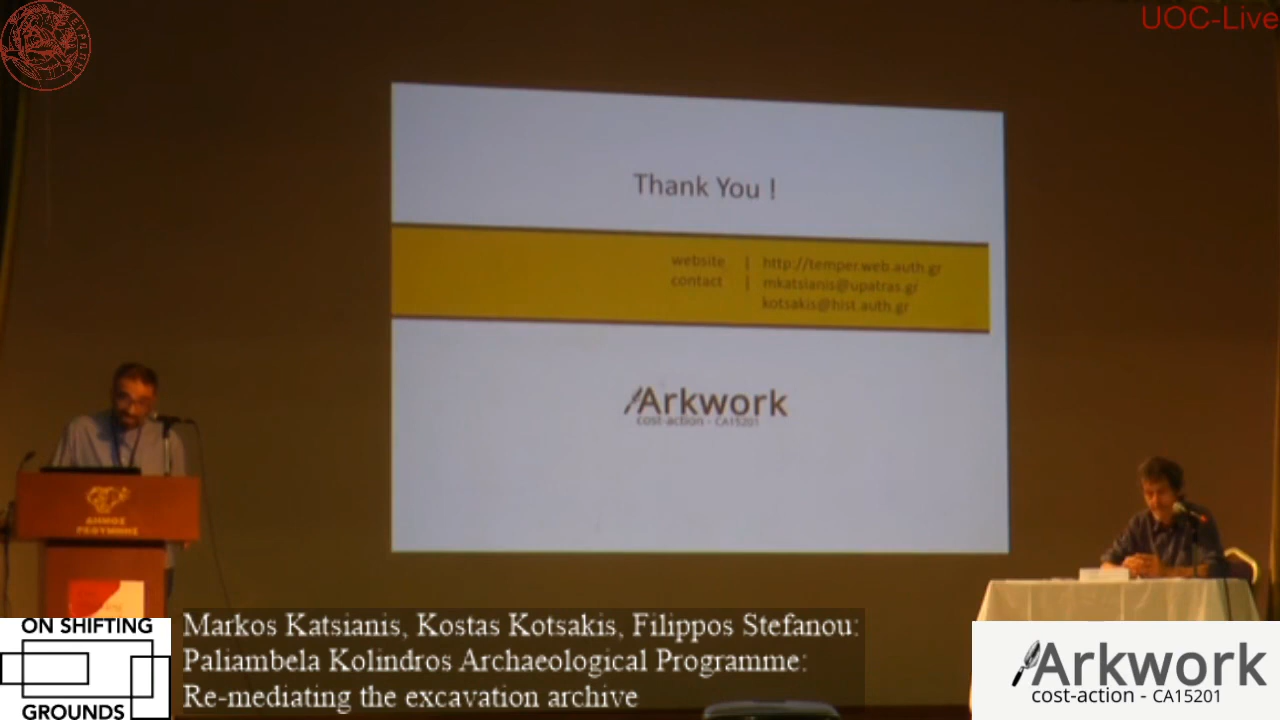 UOC-Live
Thank You !
website | http://temper.web.auth.gr
contact | mkatsianis@upatras.gr
kotsakis@hist.auth.gr
Arkwork
cost-action - CA15201
ΔΗΜΟΣ
ΡΕΘΥΜΝΗΣ
ON SHIFTING
GROUNDS
Markos Katsianis, Kostas Kotsakis, Filippos Stefanou:
Paliambela Kolindros Archaeological Programme:
Re-mediating the excavation archive
Arkwork
cost-action - CA15201